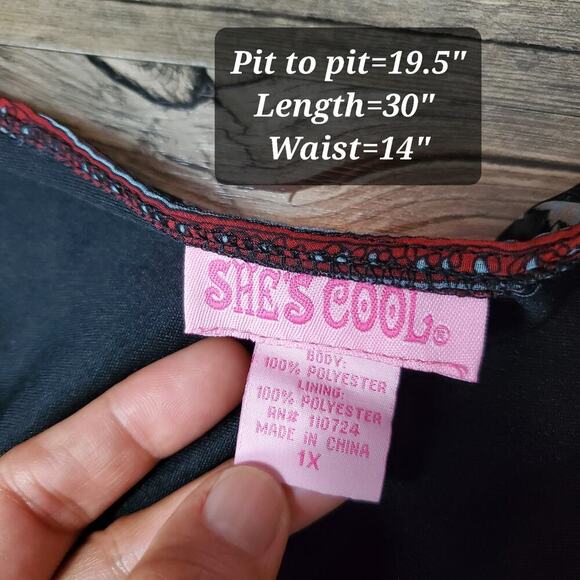 Pit to pit=19.5"
Length=30"
Waist=14"
SHE'S COOL®
BODY:
100% POLYESTER
LINING:
100% POLYESTER
RN# 110724
MADE IN CHINA
1X